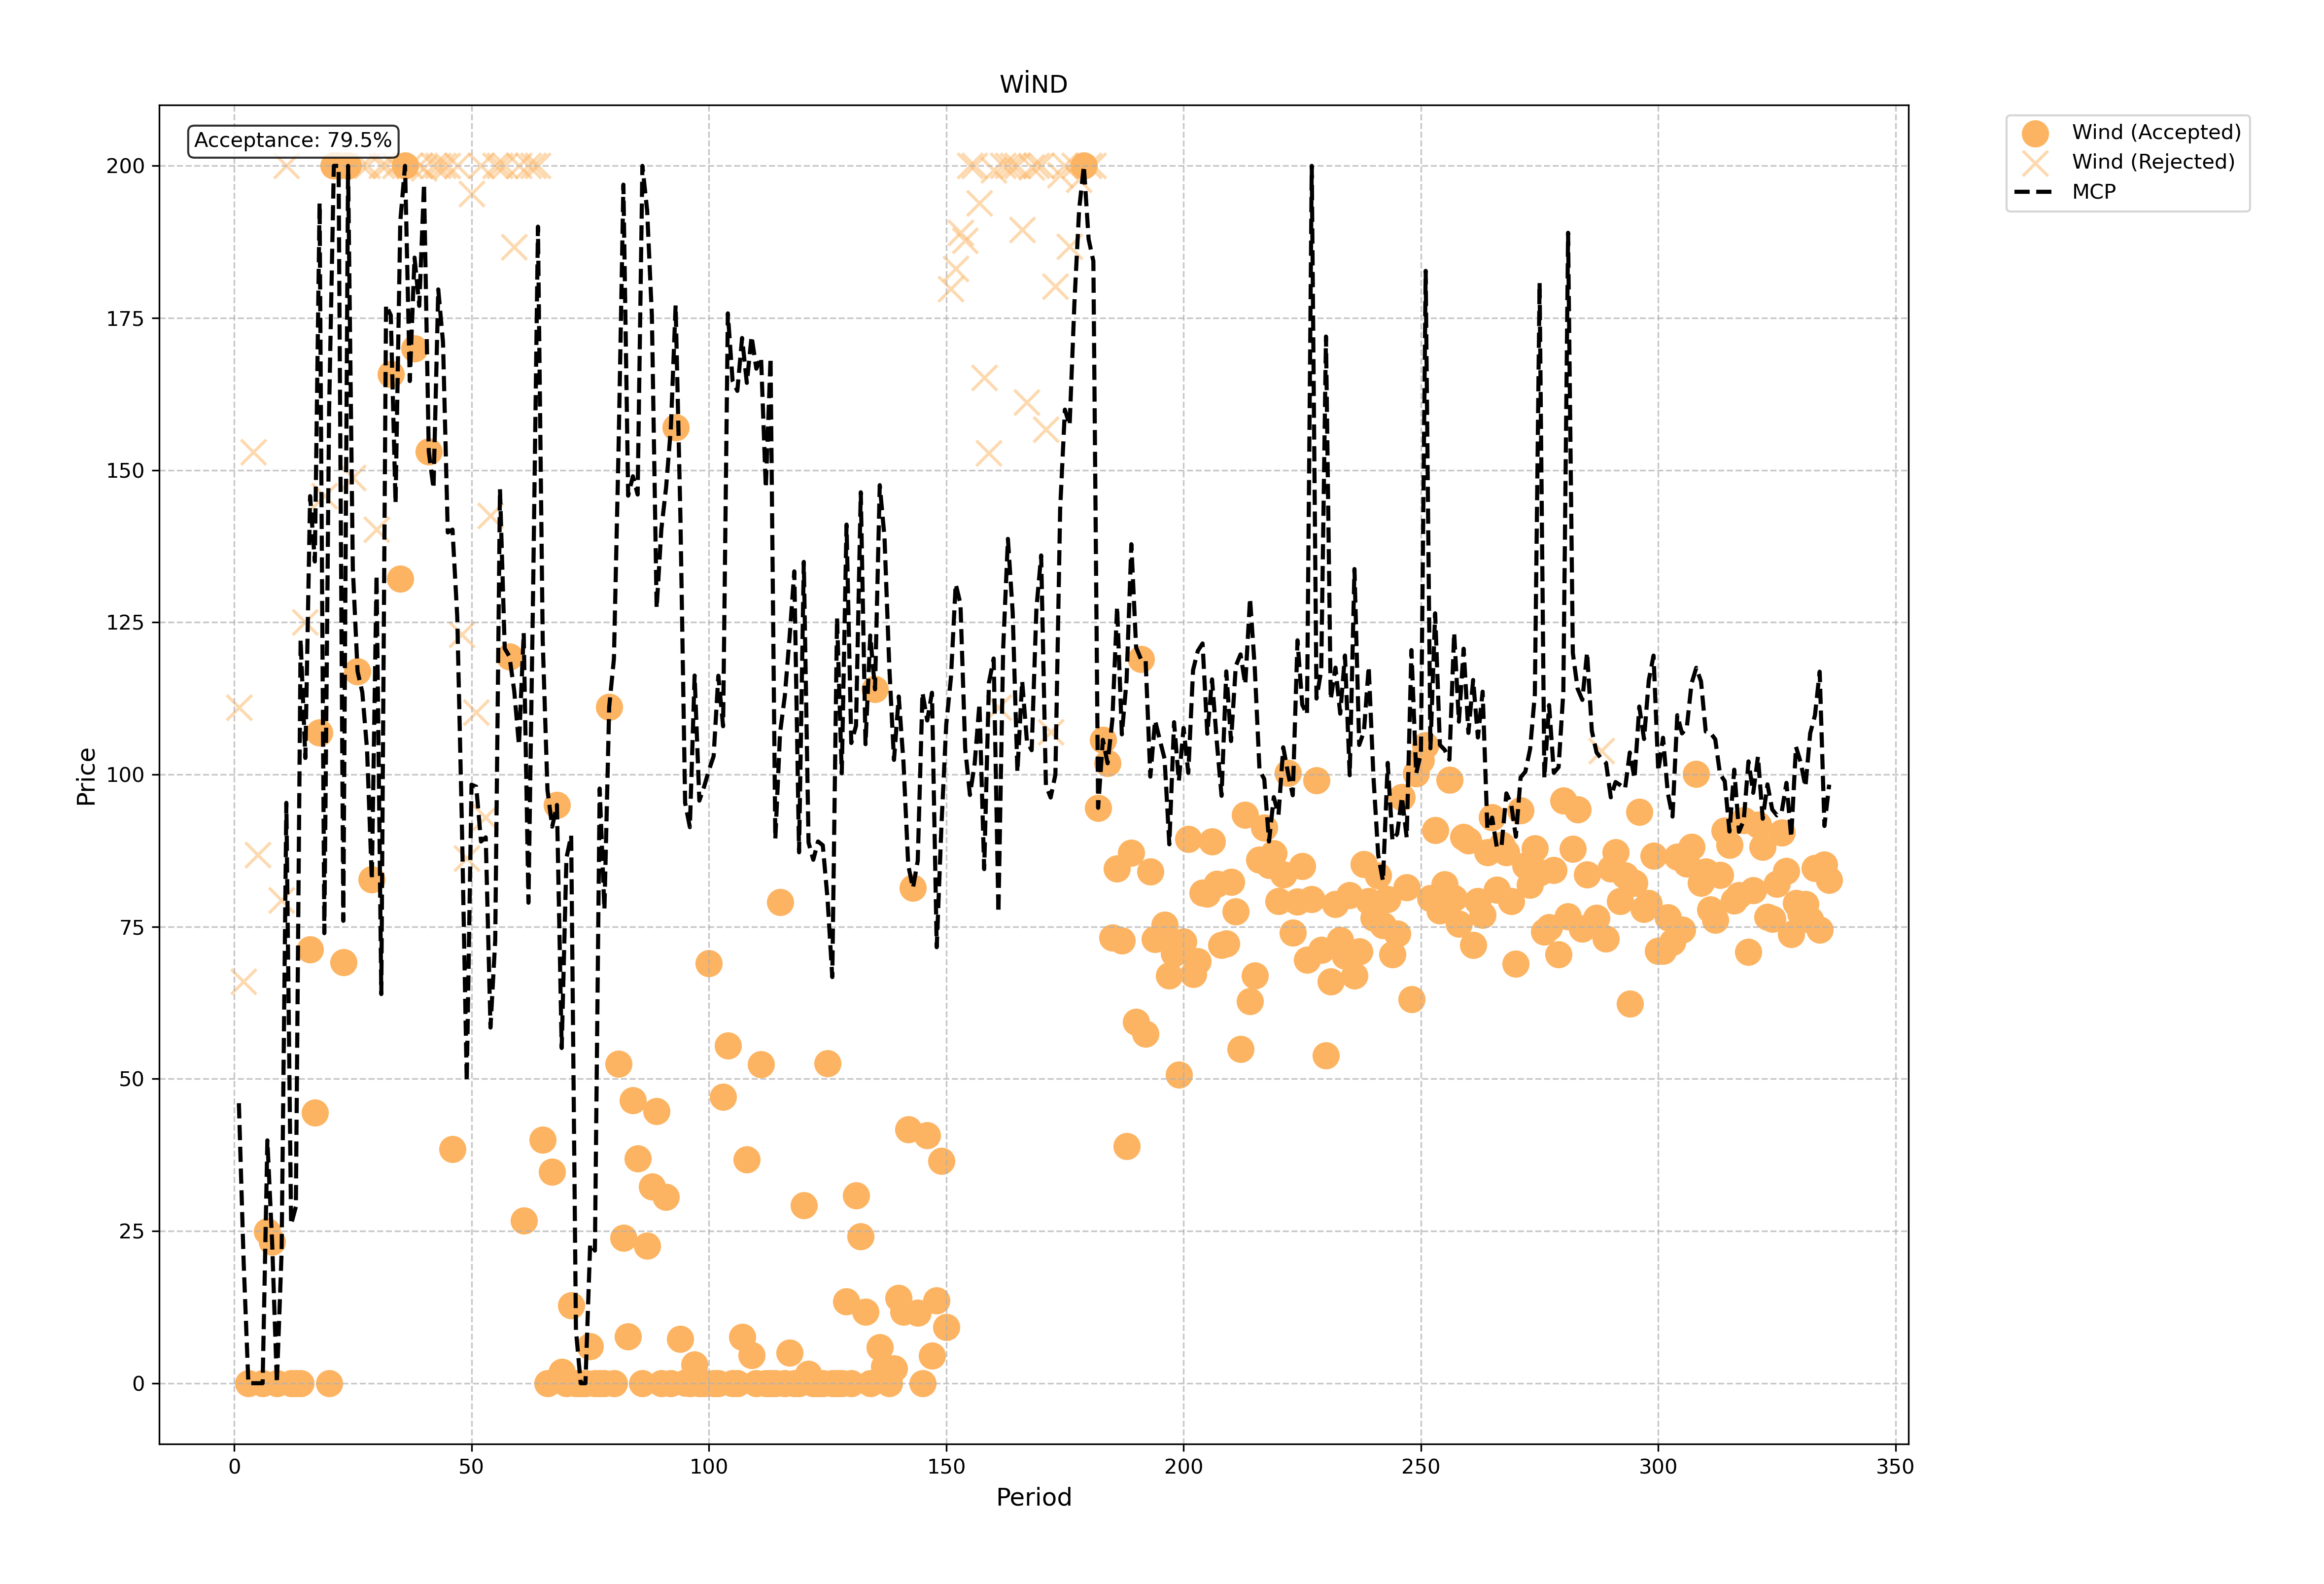 WİND
Acceptance: 79.5%
Wind (Accepted)
Wind (Rejected)
MCP
200
175
150
125
100
75
50
25
0
Price
0 50 100 150 200 250 300 350
Period